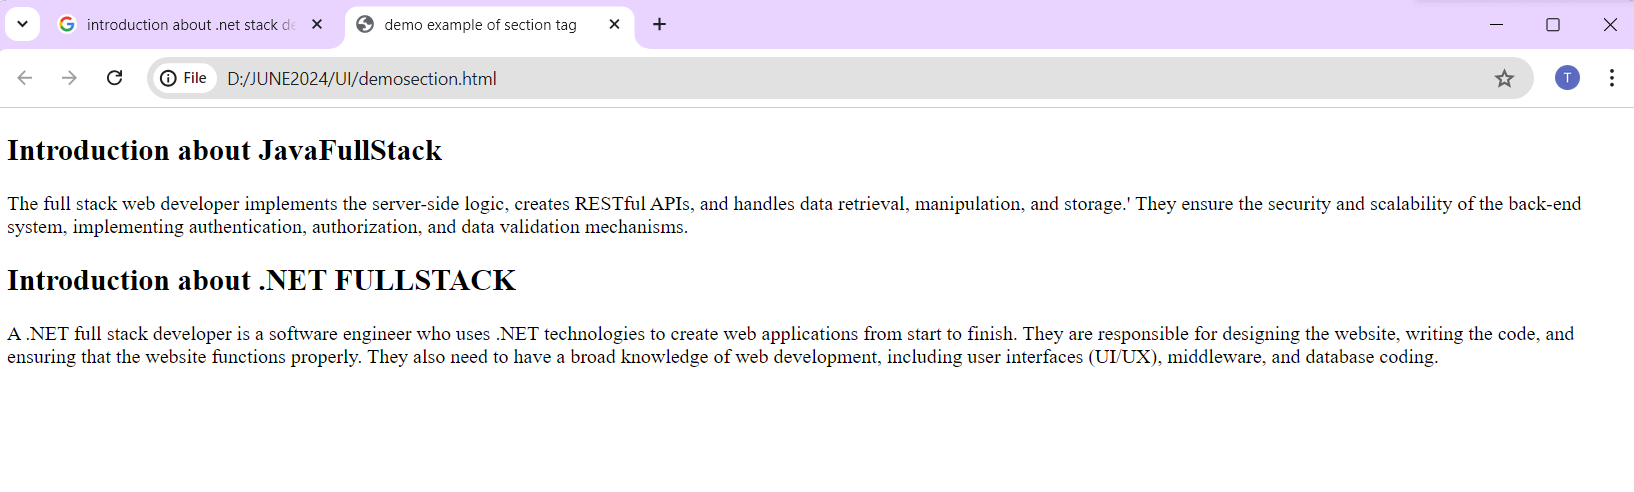 introduction about .net stack de
demo example of section tag
File
D:/JUNE2024/UI/demosection.html
T
Introduction about JavaFullStack
The full stack web developer implements the server-side logic, creates RESTful APIs, and handles data retrieval, manipulation, and storage.' They ensure the security and scalability of the back-end
system, implementing authentication, authorization, and data validation mechanisms.
Introduction about .NET FULLSTACK
A .NET full stack developer is a software engineer who uses .NET technologies to create web applications from start to finish. They are responsible for designing the website, writing the code, and
ensuring that the website functions properly. They also need to have a broad knowledge of web development, including user interfaces (UI/UX), middleware, and database coding.